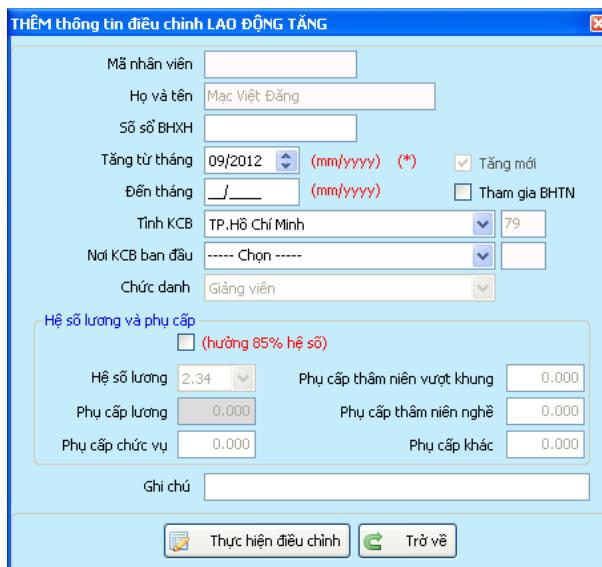 THÊM thông tin điều chỉnh LAO ĐỘNG TĂNG
Mã nhân viên
Họ và tên Mạc Việt Đăng
Số sổ BHXH
Tăng từ tháng 09/2012 (mm/yyyy) (*) Tăng mới
Đến tháng __/____ (mm/yyyy) Tham gia BHTN
Tỉnh KCB TP.Hồ Chí Minh 79
Nơi KCB ban đầu ----- Chọn -----
Chức danh Giảng viên
Hệ số lương và phụ cấp
(hưởng 85% hệ số)
Hệ số lương 2.34 Phụ cấp thâm niên vượt khung 0.000
Phụ cấp lương 0.000 Phụ cấp thâm niên nghề 0.000
Phụ cấp chức vụ 0.000 Phụ cấp khác 0.000
Ghi chú
Thực hiện điều chỉnh Trở về